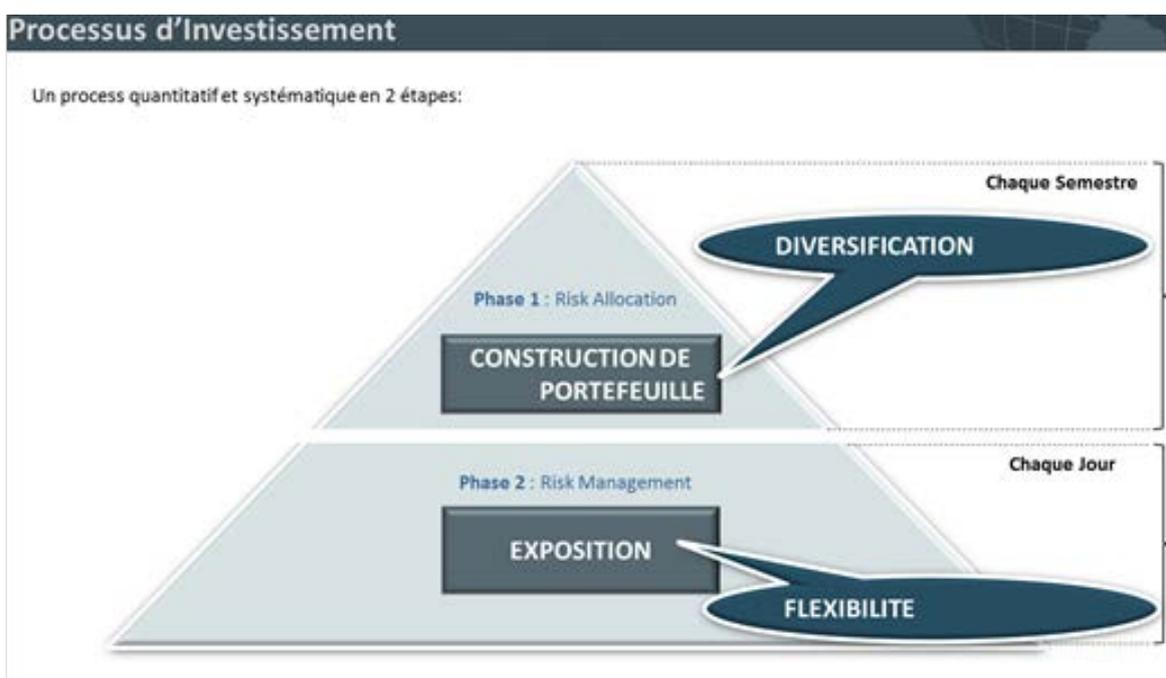 Processus d'Investissement
Un process quantitatif et systématique en 2 étapes:
Chaque Semestre
DIVERSIFICATION
Phase 1 : Risk Allocation
CONSTRUCTION DE
PORTEFEUILLE
Chaque Jour
Phase 2 : Risk Management
EXPOSITION
FLEXIBILITE